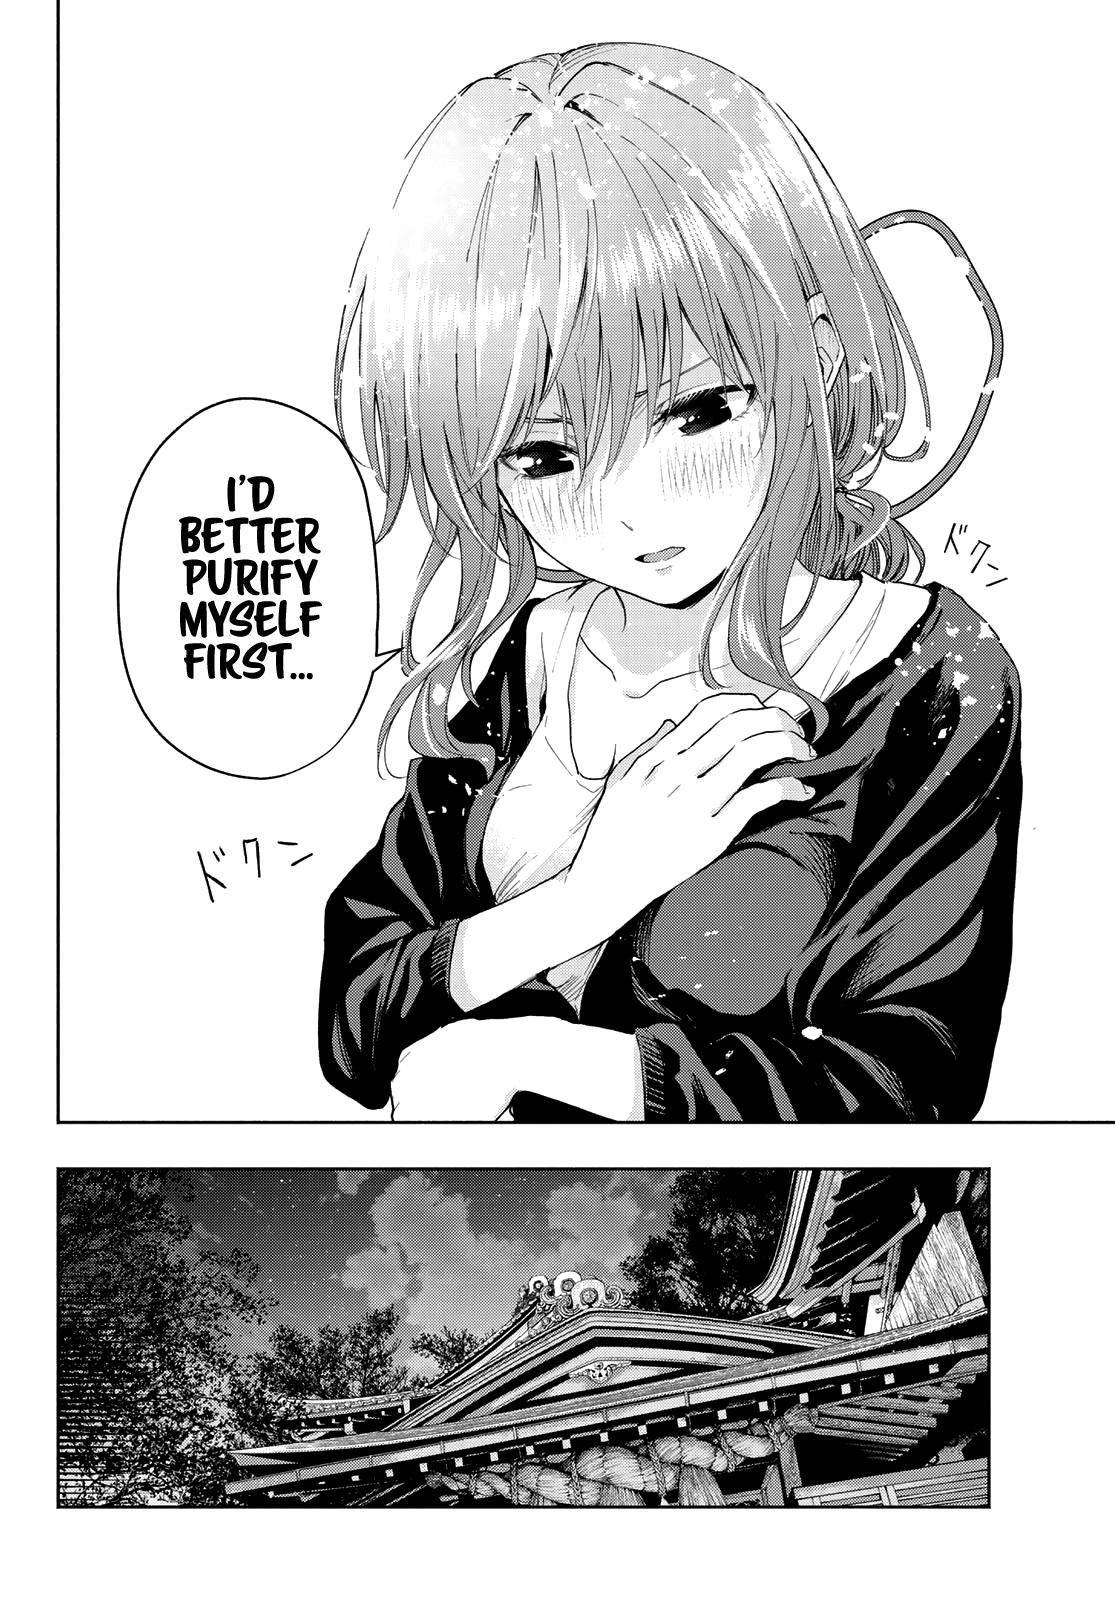 I'D
BETTER
PURIFY
MYSELF
FIRST...
ドクン
ドクン